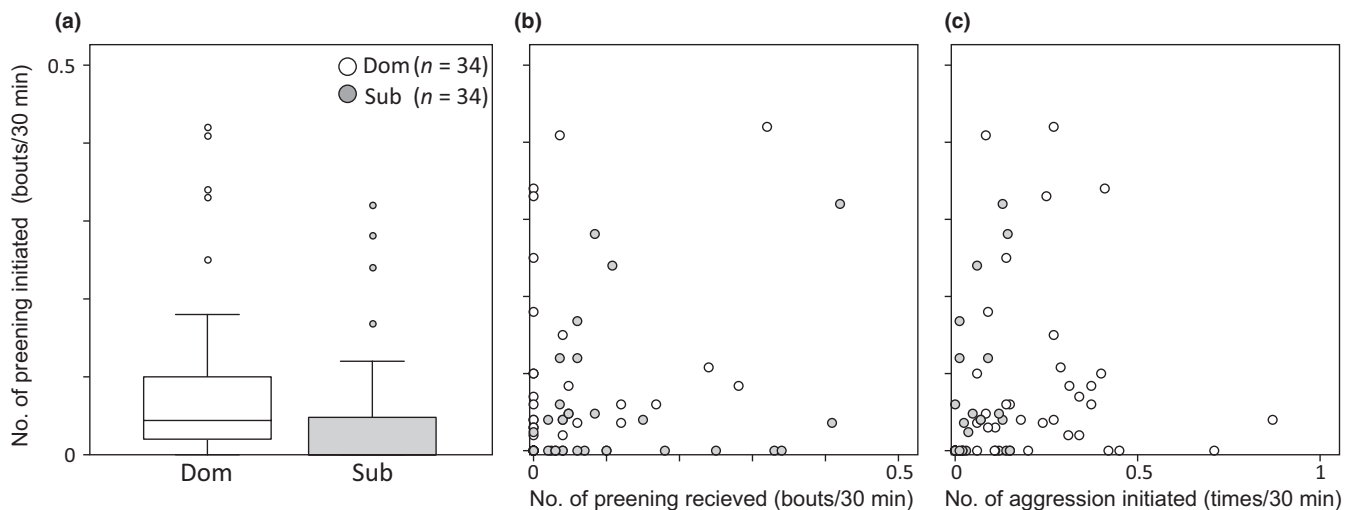 (a)
(b)
(c)
No. of preening initiated (bouts/30 min)
0.5
0
Dom (n = 34)
Sub (n = 34)
Dom
Sub
0
0.5
No. of preening recieved (bouts/30 min)
0
0.5
1
No. of aggression initiated (times/30 min)